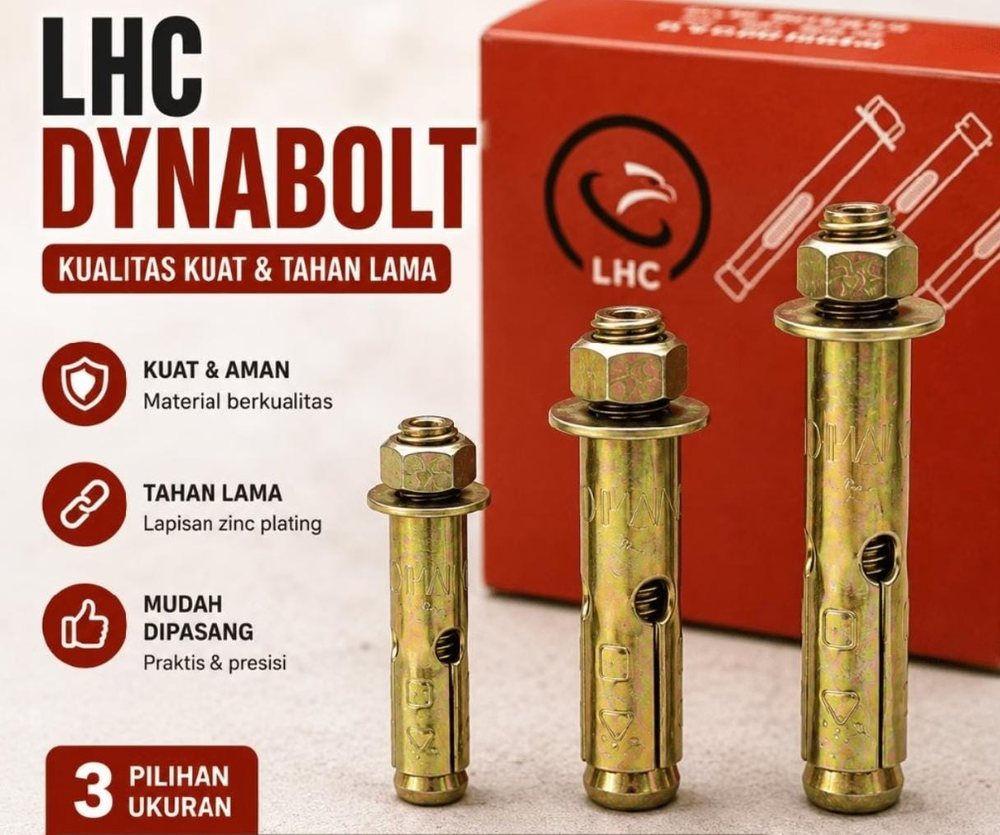 LHC
DYNABOLT
KUALITAS KUAT & TAHAN LAMA
KUAT & AMAN
Material berkualitas
TAHAN LAMA
Lapisan zinc plating
MUDAH
DIPASANG
Praktis & presisi
3 PILIHAN
UKURAN
LHC